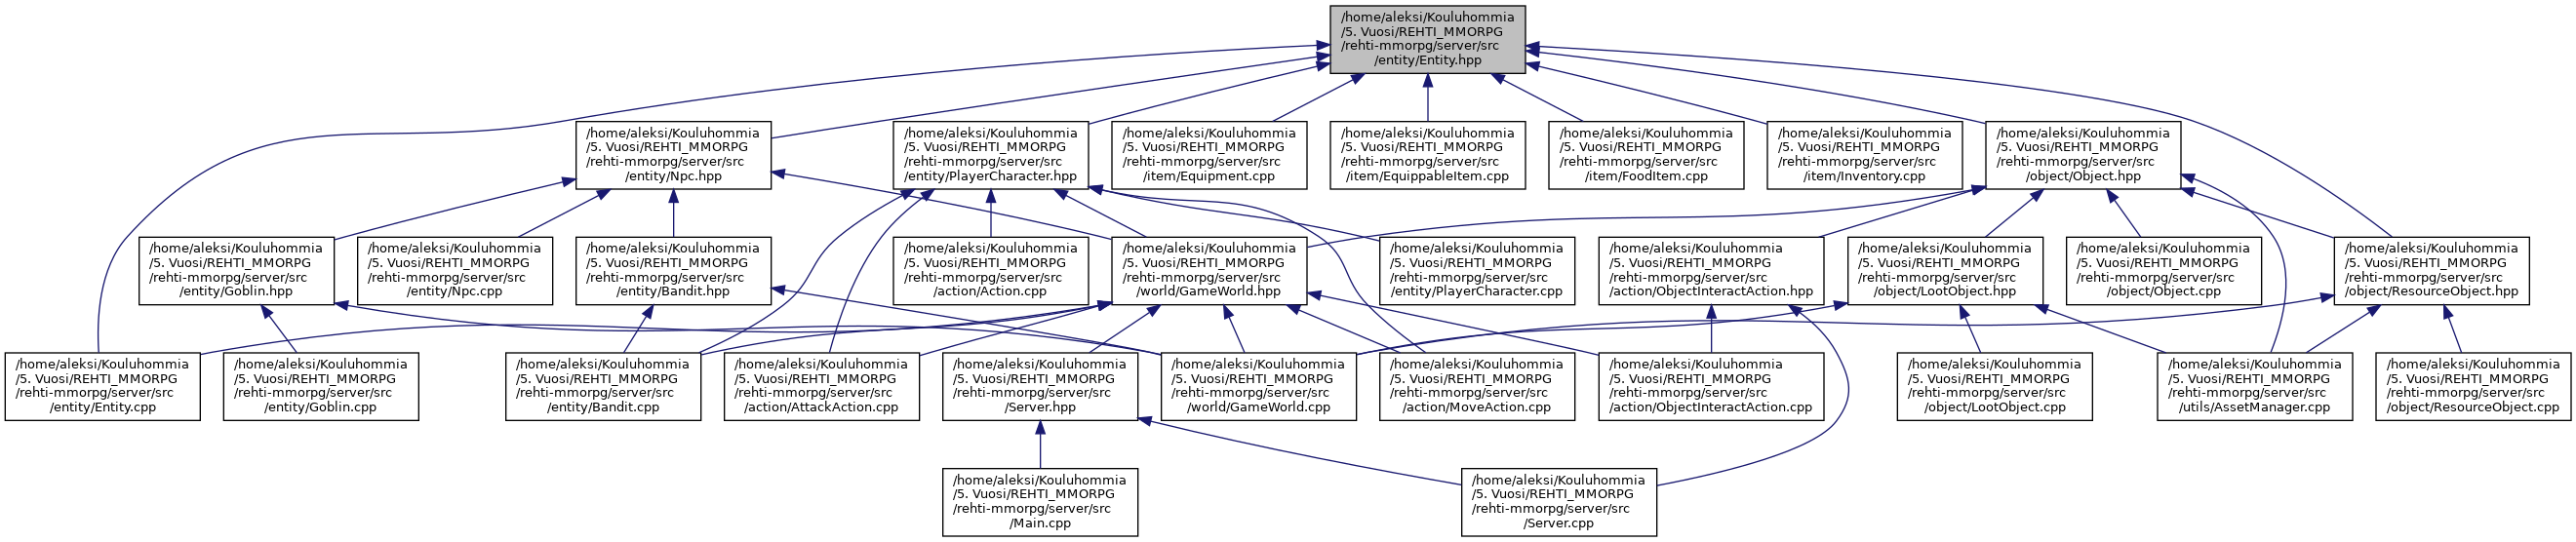 /home/aleksi/Kouluhommia
/5. Vuosi/REHTI_MMORPG
/rehti-mmorpg/server/src
/entity/Entity.hpp
/home/aleksi/Kouluhommia
/5. Vuosi/REHTI_MMORPG
/rehti-mmorpg/server/src
/entity/Npc.hpp
/home/aleksi/Kouluhommia
/5. Vuosi/REHTI_MMORPG
/rehti-mmorpg/server/src
/entity/PlayerCharacter.hpp
/home/aleksi/Kouluhommia
/5. Vuosi/REHTI_MMORPG
/rehti-mmorpg/server/src
/item/Equipment.cpp
/home/aleksi/Kouluhommia
/5. Vuosi/REHTI_MMORPG
/rehti-mmorpg/server/src
/item/EquippableItem.cpp
/home/aleksi/Kouluhommia
/5. Vuosi/REHTI_MMORPG
/rehti-mmorpg/server/src
/item/FoodItem.cpp
/home/aleksi/Kouluhommia
/5. Vuosi/REHTI_MMORPG
/rehti-mmorpg/server/src
/item/Inventory.cpp
/home/aleksi/Kouluhommia
/5. Vuosi/REHTI_MMORPG
/rehti-mmorpg/server/src
/object/Object.hpp
/home/aleksi/Kouluhommia
/5. Vuosi/REHTI_MMORPG
/rehti-mmorpg/server/src
/entity/Goblin.hpp
/home/aleksi/Kouluhommia
/5. Vuosi/REHTI_MMORPG
/rehti-mmorpg/server/src
/entity/Npc.cpp
/home/aleksi/Kouluhommia
/5. Vuosi/REHTI_MMORPG
/rehti-mmorpg/server/src
/entity/Bandit.hpp
/home/aleksi/Kouluhommia
/5. Vuosi/REHTI_MMORPG
/rehti-mmorpg/server/src
/action/Action.cpp
/home/aleksi/Kouluhommia
/5. Vuosi/REHTI_MMORPG
/rehti-mmorpg/server/src
/world/GameWorld.hpp
/home/aleksi/Kouluhommia
/5. Vuosi/REHTI_MMORPG
/rehti-mmorpg/server/src
/entity/PlayerCharacter.cpp
/home/aleksi/Kouluhommia
/5. Vuosi/REHTI_MMORPG
/rehti-mmorpg/server/src
/action/ObjectInteractAction.hpp
/home/aleksi/Kouluhommia
/5. Vuosi/REHTI_MMORPG
/rehti-mmorpg/server/src
/object/LootObject.hpp
/home/aleksi/Kouluhommia
/5. Vuosi/REHTI_MMORPG
/rehti-mmorpg/server/src
/object/Object.cpp
/home/aleksi/Kouluhommia
/5. Vuosi/REHTI_MMORPG
/rehti-mmorpg/server/src
/object/ResourceObject.hpp
/home/aleksi/Kouluhommia
/5. Vuosi/REHTI_MMORPG
/rehti-mmorpg/server/src
/entity/Entity.cpp
/home/aleksi/Kouluhommia
/5. Vuosi/REHTI_MMORPG
/rehti-mmorpg/server/src
/entity/Goblin.cpp
/home/aleksi/Kouluhommia
/5. Vuosi/REHTI_MMORPG
/rehti-mmorpg/server/src
/entity/Bandit.cpp
/home/aleksi/Kouluhommia
/5. Vuosi/REHTI_MMORPG
/rehti-mmorpg/server/src
/action/AttackAction.cpp
/home/aleksi/Kouluhommia
/5. Vuosi/REHTI_MMORPG
/rehti-mmorpg/server/src
/Server.hpp
/home/aleksi/Kouluhommia
/5. Vuosi/REHTI_MMORPG
/rehti-mmorpg/server/src
/world/GameWorld.cpp
/home/aleksi/Kouluhommia
/5. Vuosi/REHTI_MMORPG
/rehti-mmorpg/server/src
/action/MoveAction.cpp
/home/aleksi/Kouluhommia
/5. Vuosi/REHTI_MMORPG
/rehti-mmorpg/server/src
/action/ObjectInteractAction.cpp
/home/aleksi/Kouluhommia
/5. Vuosi/REHTI_MMORPG
/rehti-mmorpg/server/src
/object/LootObject.cpp
/home/aleksi/Kouluhommia
/5. Vuosi/REHTI_MMORPG
/rehti-mmorpg/server/src
/utils/AssetManager.cpp
/home/aleksi/Kouluhommia
/5. Vuosi/REHTI_MMORPG
/rehti-mmorpg/server/src
/object/ResourceObject.cpp
/home/aleksi/Kouluhommia
/5. Vuosi/REHTI_MMORPG
/rehti-mmorpg/server/src
/Main.cpp
/home/aleksi/Kouluhommia
/5. Vuosi/REHTI_MMORPG
/rehti-mmorpg/server/src
/Server.cpp